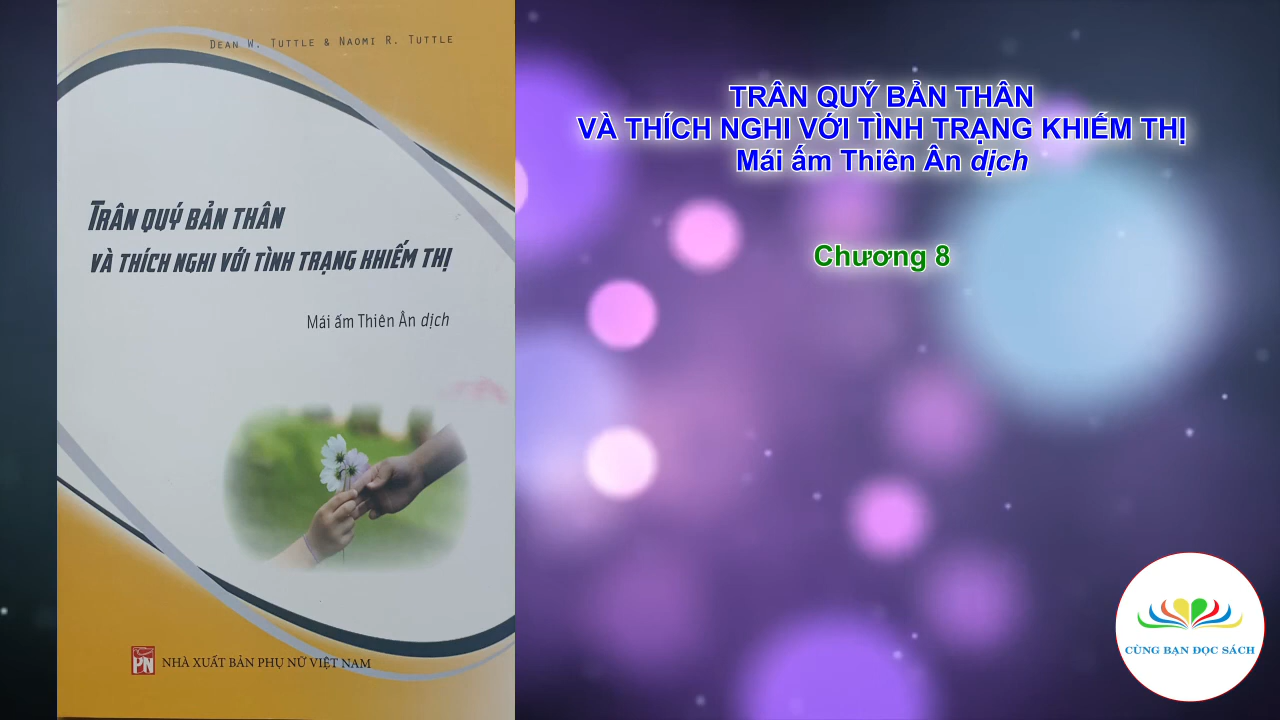 DEAN W. TUTTLE & NAOMI R. TUTTLE
TRÂN QUÝ BẢN THÂN
VÀ THÍCH NGHI VỚI TÌNH TRẠNG KHIẾM THỊ
Mái ấm Thiên Ân dịch
PN NHÀ XUẤT BẢN PHỤ NỮ VIỆT NAM
TRÂN QUÝ BẢN THÂN
VÀ THÍCH NGHI VỚI TÌNH TRẠNG KHIẾM THỊ
Mái ấm Thiên Ân dịch
Chương 8
CÙNG BẠN ĐỌC SÁCH